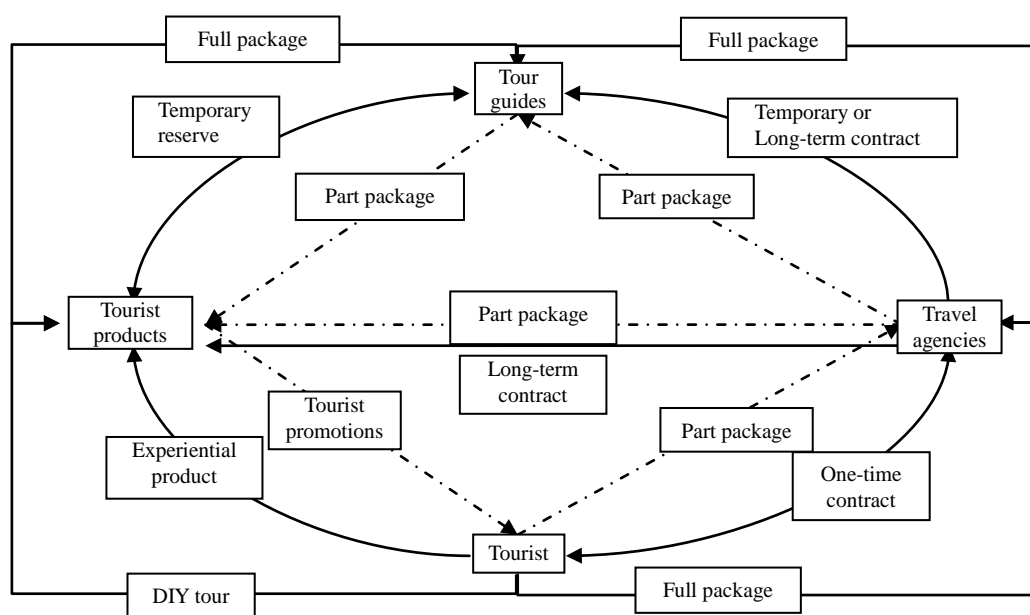 Full package
Full package
Tour
guides
Temporary
reserve
Temporary or
Long-term contract
Part package
Part package
Tourist
products
Part package
Travel
agencies
Long-term
contract
Tourist
promotions
Part package
Experiential
product
One-time
contract
Tourist
DIY tour
Full package